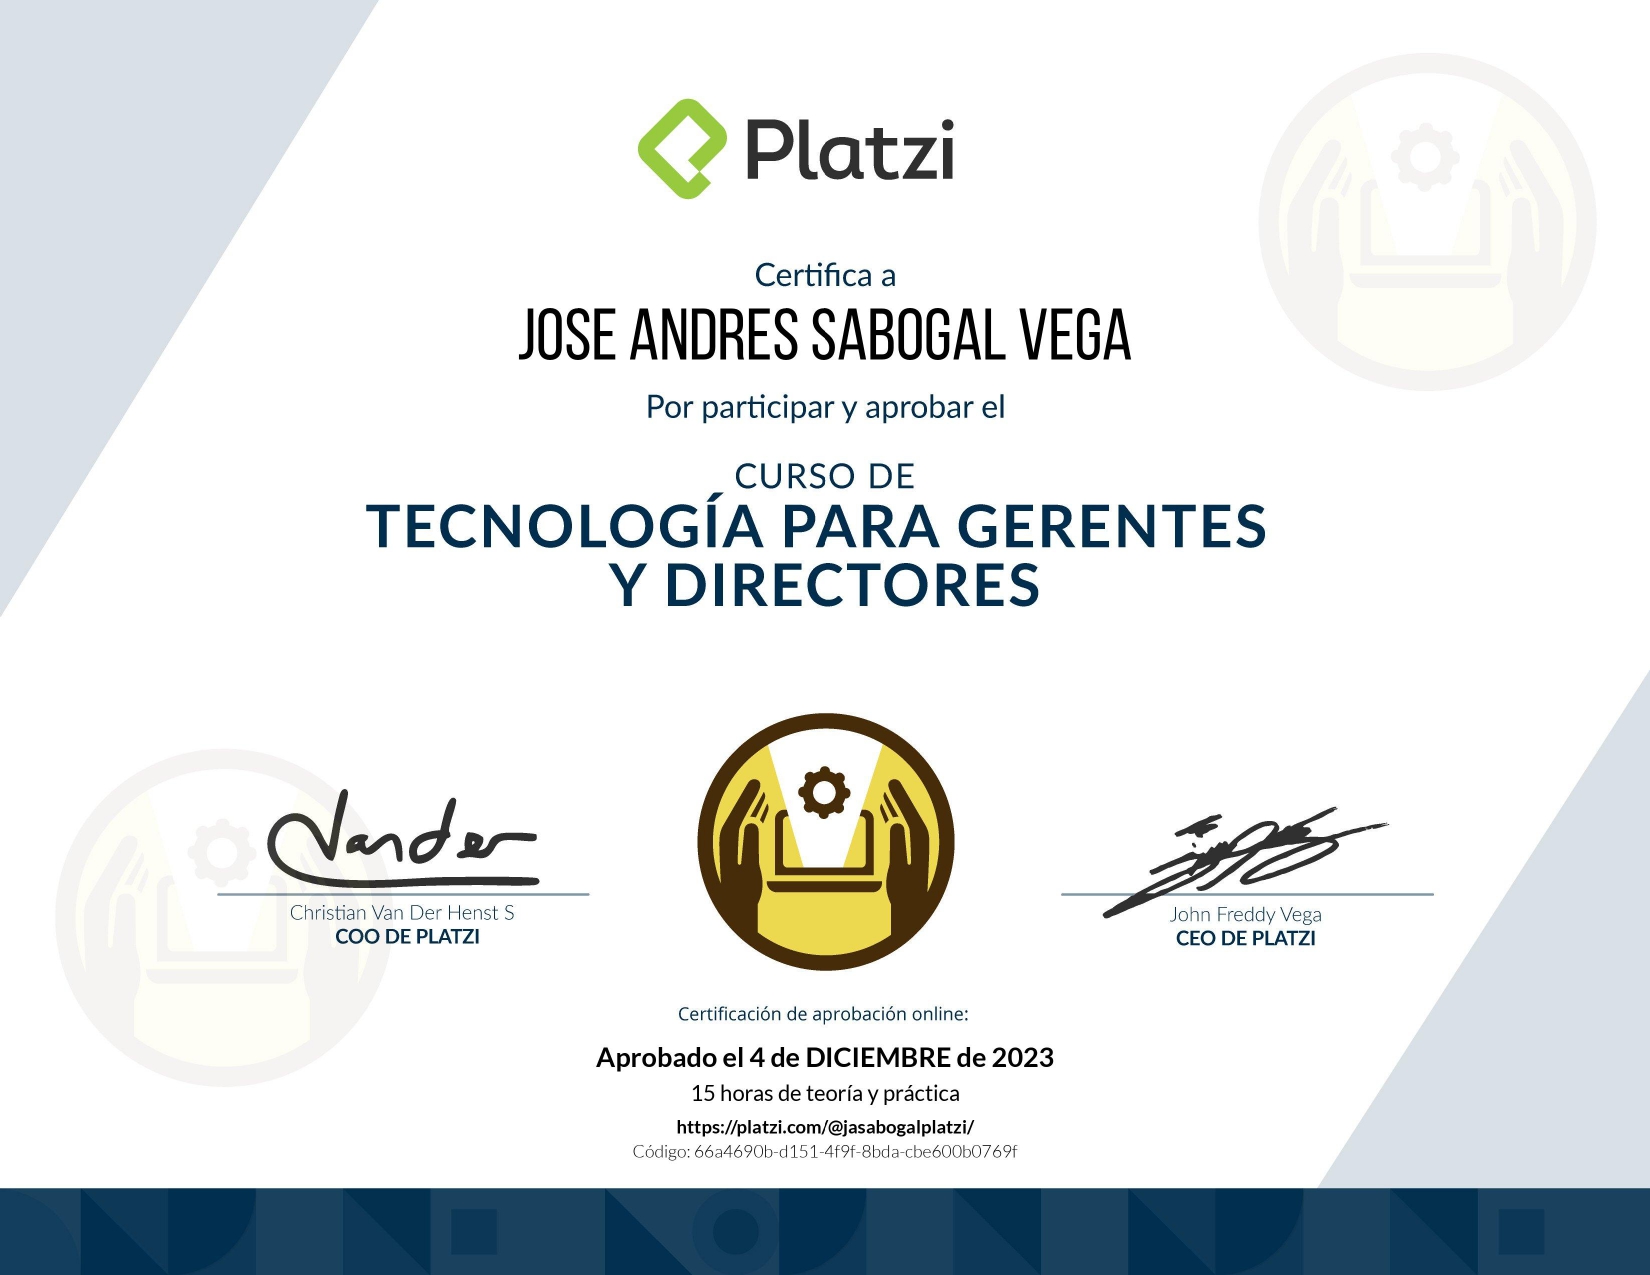 Platzi
Certifica a
JOSE ANDRES SABOGAL VEGA
Por participar y aprobar el
CURSO DE
TECNOLOGÍA PARA GERENTES
Y DIRECTORES
Vander
Christian Van Der Henst S
COO DE PLATZI
John Freddy Vega
CEO DE PLATZI
Certificación de aprobación online:
Aprobado el 4 de DICIEMBRE de 2023
15 horas de teoría y práctica
https://platzi.com/@jasabogalplatzi/
Código: 66a4690b-d151-4f9f-8bda-cbe600b0769f